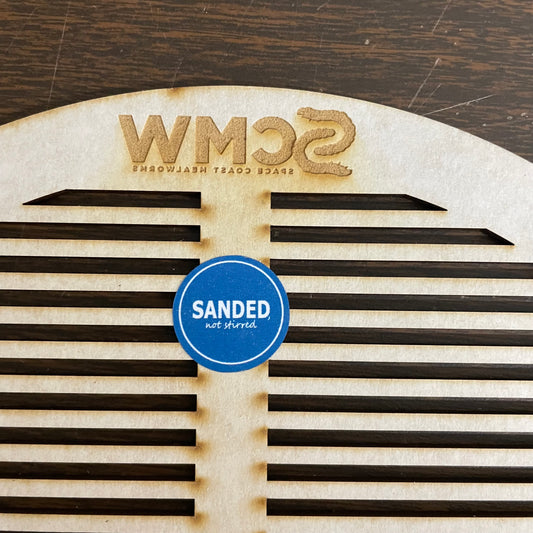 SCMW
SPACE COAST MEALWORMS
SANDED,
not stirred